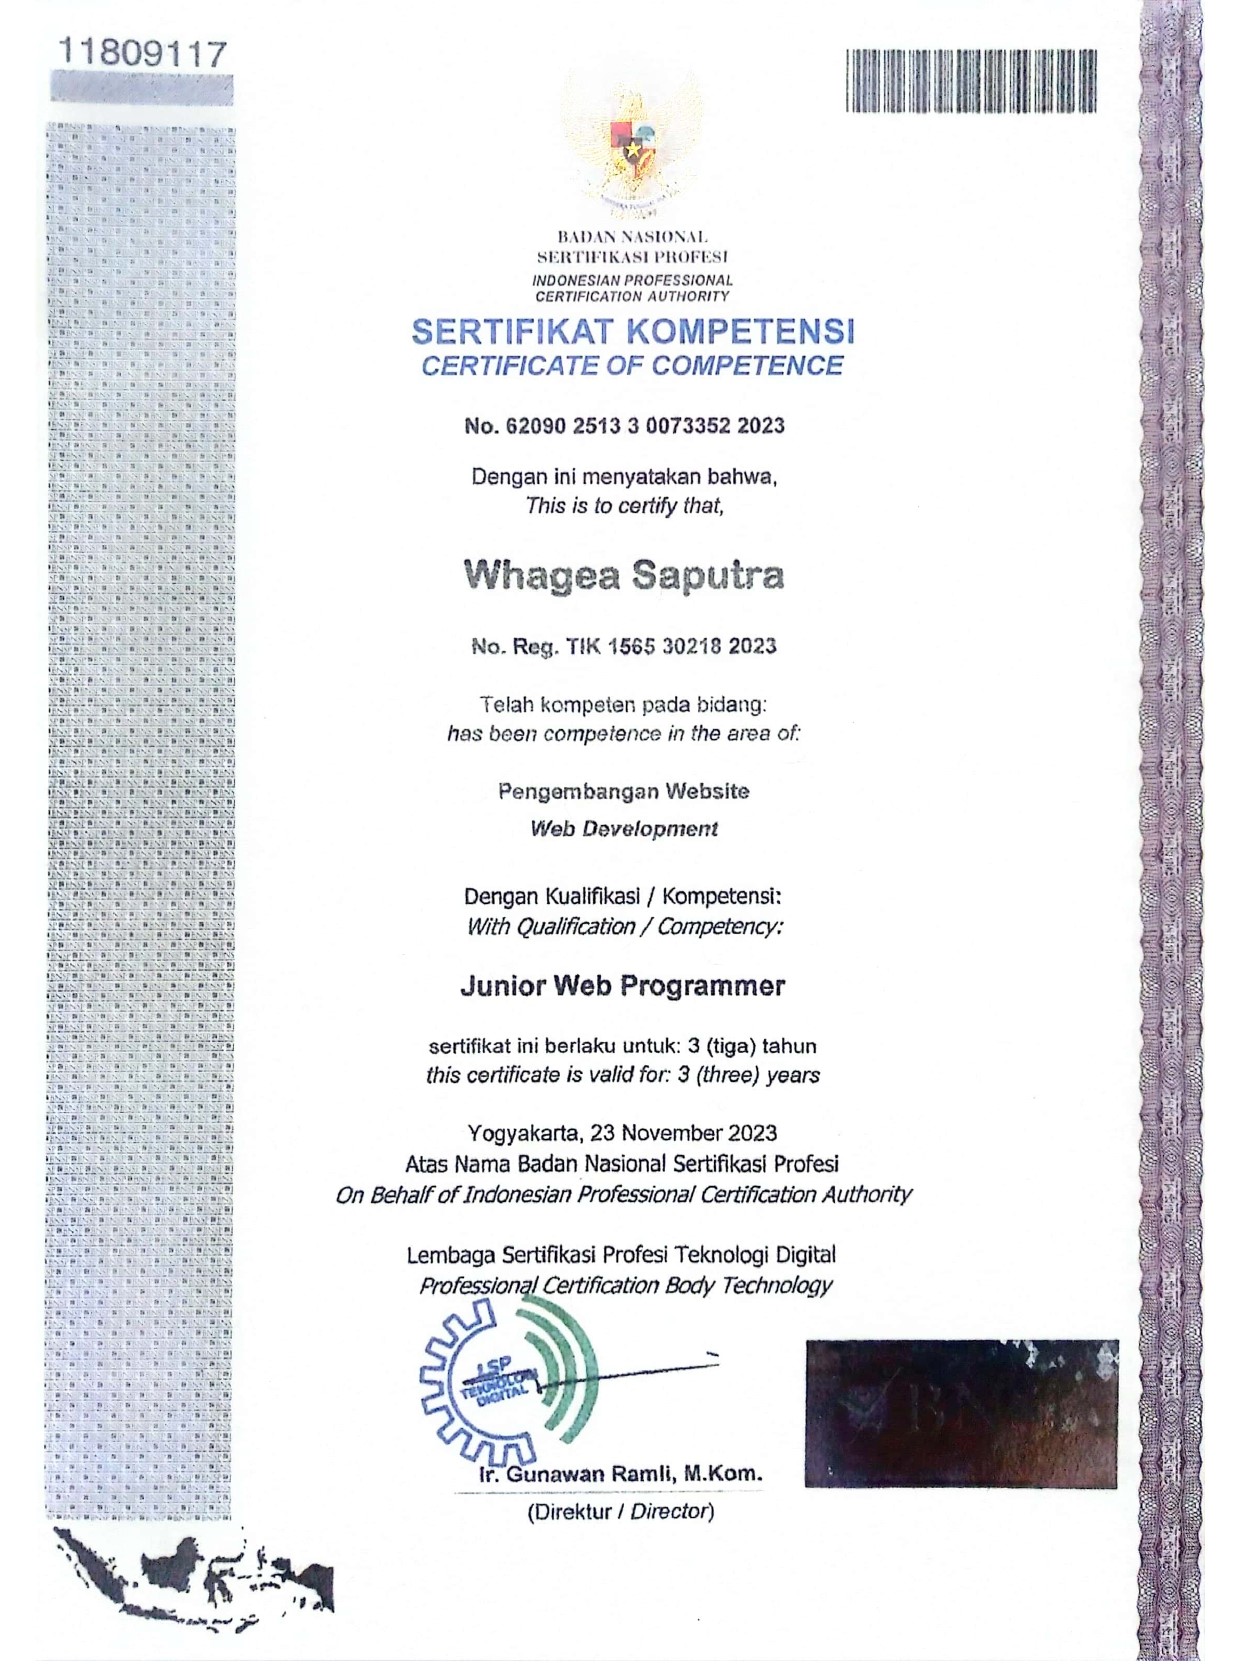 11809117
BADAN NASIONAL
SERTIFIKASI PROFESI
INDONESIAN PROFESSIONAL
CERTIFICATION AUTHORITY
SERTIFIKAT KOMPETENSI
CERTIFICATE OF COMPETENCE
No. 62090 2513 3 0073352 2023
Dengan ini menyatakan bahwa,
This is to certify that,
Whagea Saputra
No. Reg. TIK 1565 30218 2023
Telah kompeten pada bidang:
has been competence in the area of:
Pengembangan Website
Web Development
Dengan Kualifikasi / Kompetensi:
With Qualification / Competency:
Junior Web Programmer
sertifikat ini berlaku untuk: 3 (tiga) tahun
this certificate is valid for: 3 (three) years
Yogyakarta, 23 November 2023
Atas Nama Badan Nasional Sertifikasi Profesi
On Behalf of Indonesian Professional Certification Authority
Lembaga Sertifikasi Profesi Teknologi Digital
Professional Certification Body Technology
LSP
TEKNOLOGI
DIGITAL
Ir. Gunawan Ramli, M.Kom.
(Direktur / Director)